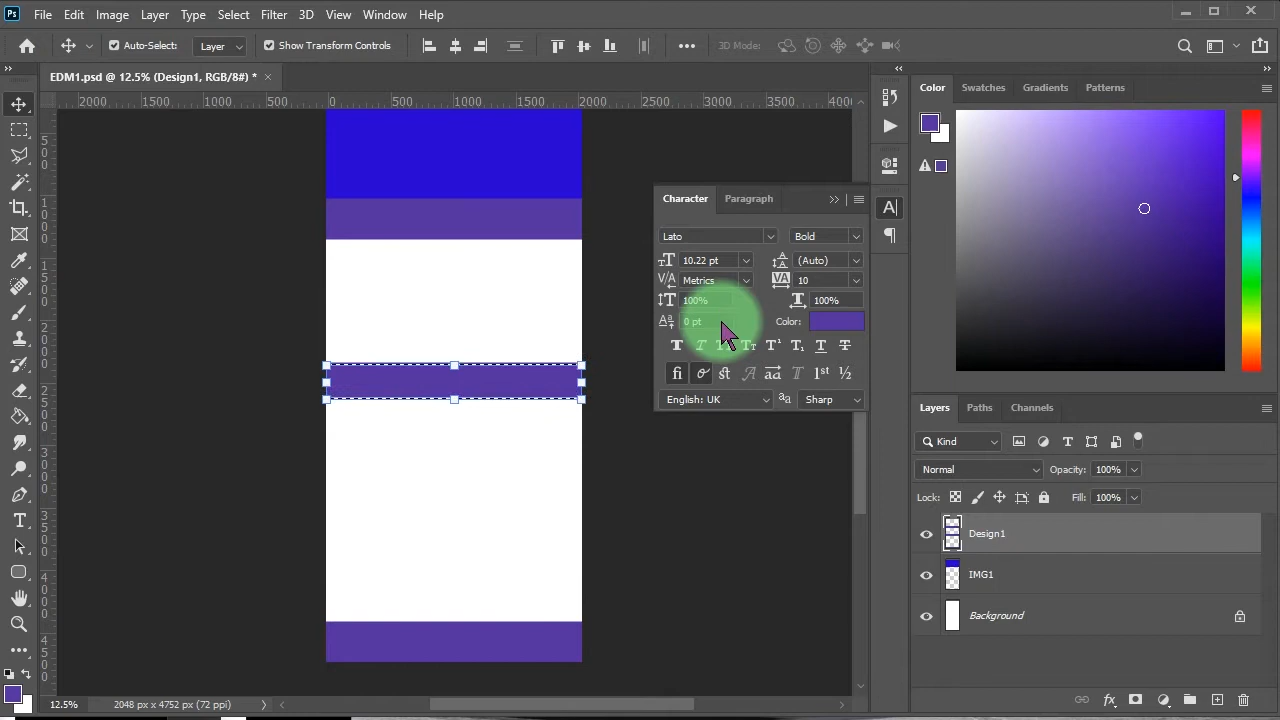 Ps File Edit Image Layer Type Select Filter 3D View Window Help
Auto-Select: Layer Show Transform Controls 3D Mode:
EDM1.psd @ 12.5% (Design1, RGB/8#) *
2000 1500 1000 500 0 500 1000 1500 2000 2500 3000 3500 4000
Color Swatches Gradients Patterns
Character Paragraph
Lato Bold
10.22 pt (Auto)
Metrics 10
100% 100%
0 pt Color:
English: UK Sharp
Layers Paths Channels
Kind
Normal Opacity: 100%
Lock: Fill: 100%
Design1
IMG1
Background
12.5% 2048 px x 4752 px (72 ppi)